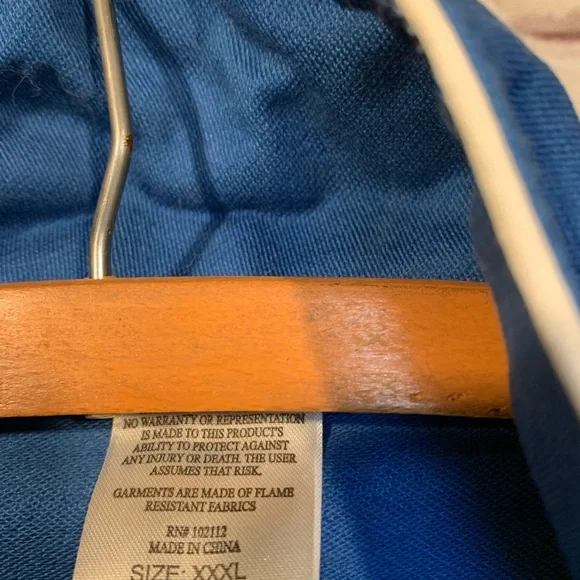 NO WARRANTY OR REPRESENTATION
IS MADE TO THIS PRODUCT'S
ABILITY TO PROTECT AGAINST
ANY INJURY OR DEATH. THE USER
ASSUMES THAT RISK.
GARMENTS ARE MADE OF FLAME
RESISTANT FABRICS
RN# 102112
MADE IN CHINA
SIZE: XXXL